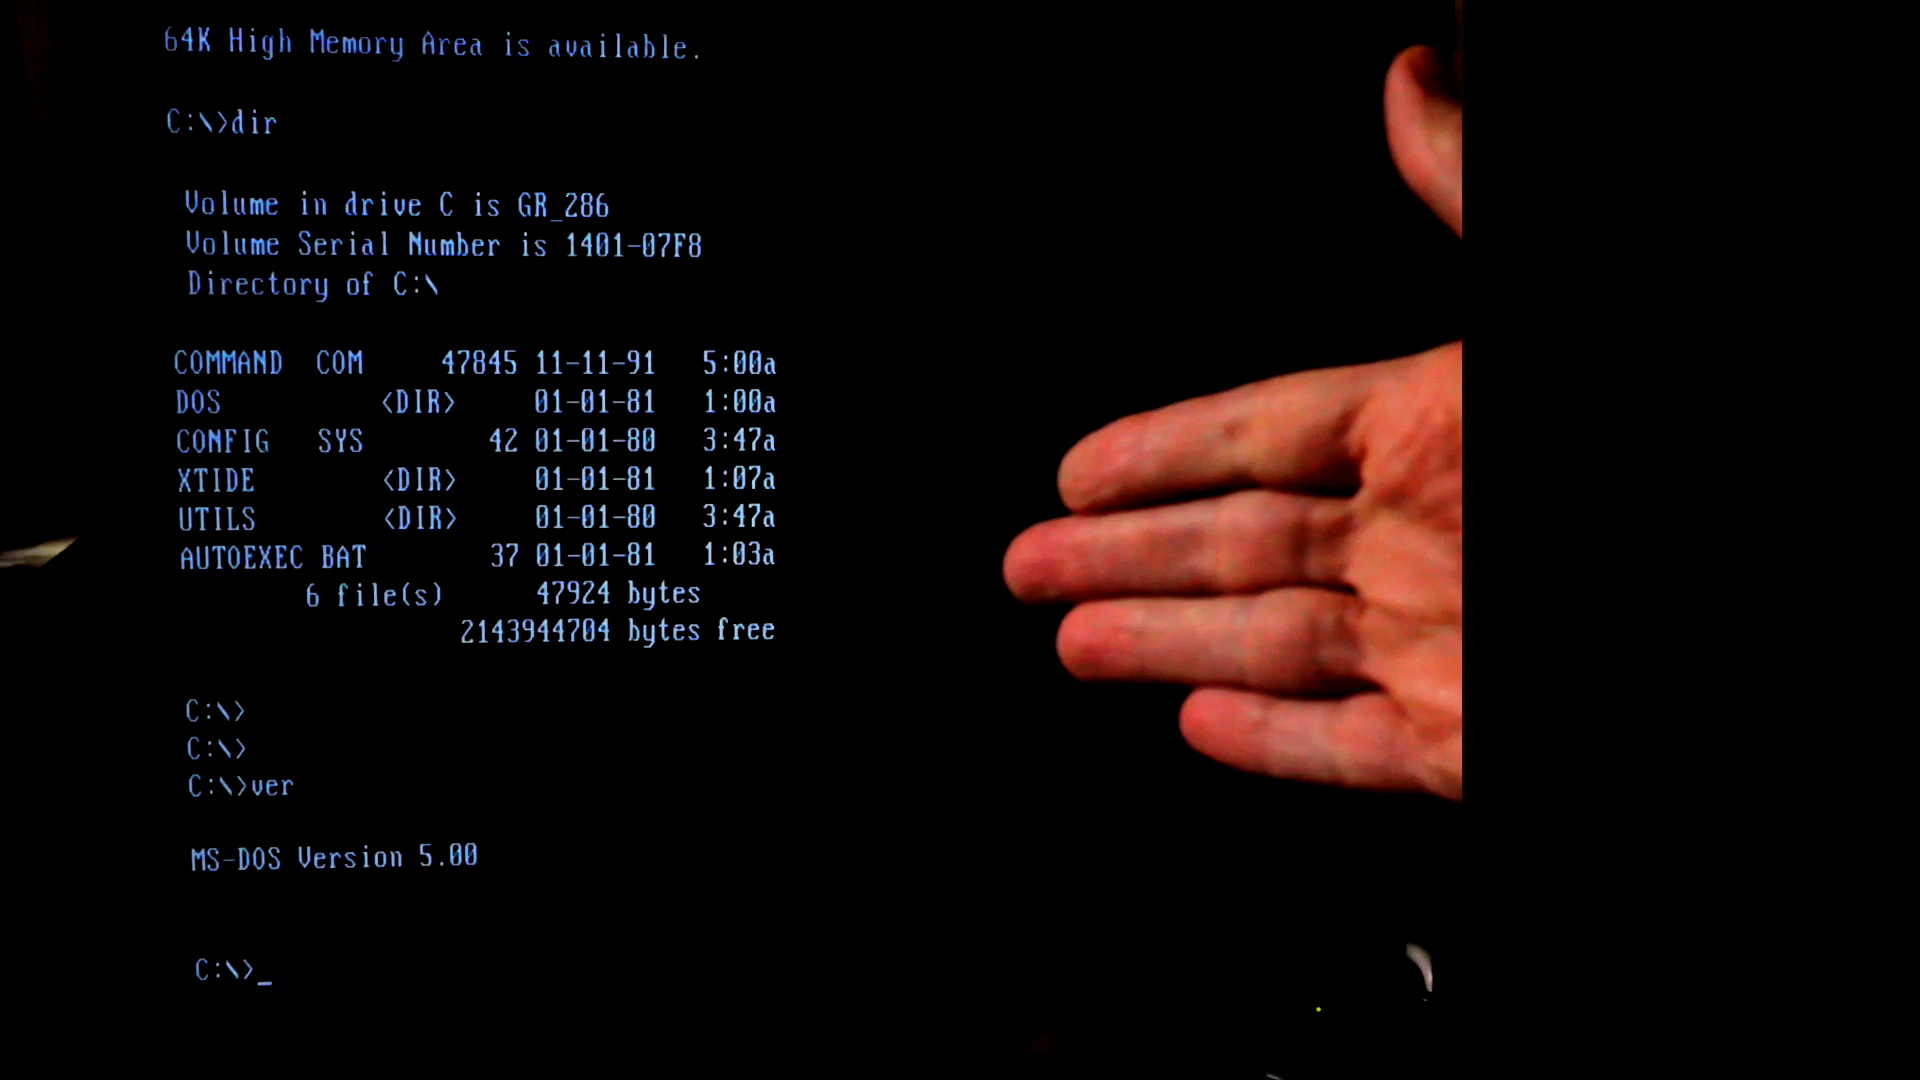 64K High Memory Area is available.
C:\>dir
Volume in drive C is GR_286
Volume Serial Number is 1401-07F8
Directory of C:\
COMMAND  COM     47845 11-11-91   5:00a
DOS          <DIR>     01-01-81   1:00a
CONFIG   SYS        42 01-01-80   3:47a
XTIDE        <DIR>     01-01-81   1:07a
UTILS        <DIR>     01-01-80   3:47a
AUTOEXEC BAT        37 01-01-81   1:03a
6 file(s)      47924 bytes
2143944704 bytes free
C:\>
C:\>
C:\>ver
MS-DOS Version 5.00
C:\>_